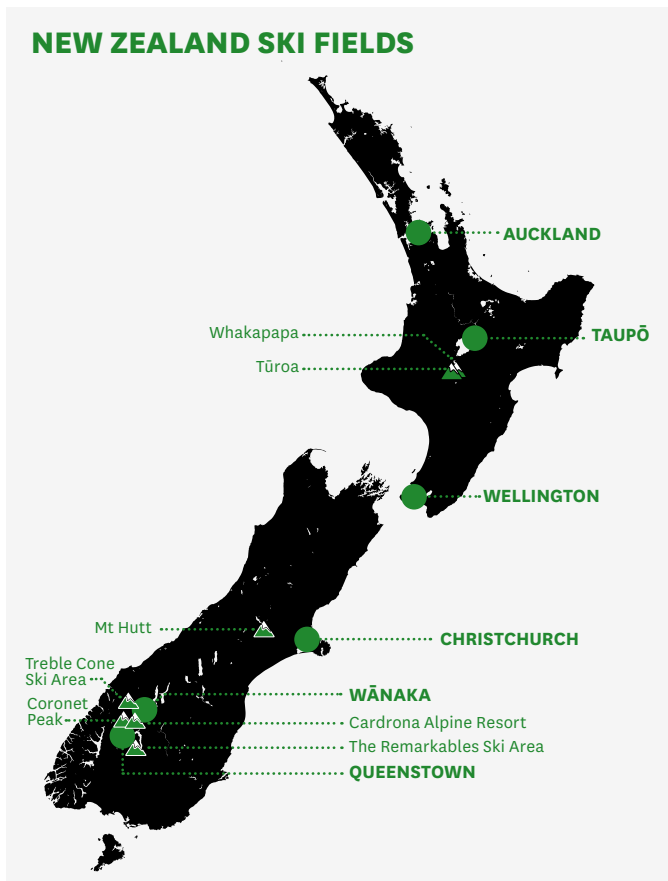 NEW ZEALAND SKI FIELDS
AUCKLAND
Whakapapa
TAUPŌ
Tūroa
WELLINGTON
Mt Hutt
CHRISTCHURCH
Treble Cone
Ski Area
WĀNAKA
Coronet
Peak
Cardrona Alpine Resort
The Remarkables Ski Area
QUEENSTOWN